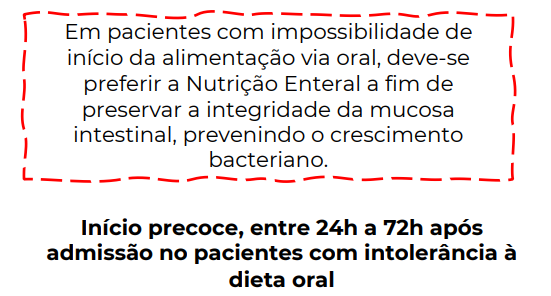 Em pacientes com impossibilidade de
início da alimentação via oral, deve-se
preferir a Nutrição Enteral a fim de
preservar a integridade da mucosa
intestinal, prevenindo o crescimento
bacteriano.
Início precoce, entre 24h a 72h após
admissão no pacientes com intolerância à
dieta oral